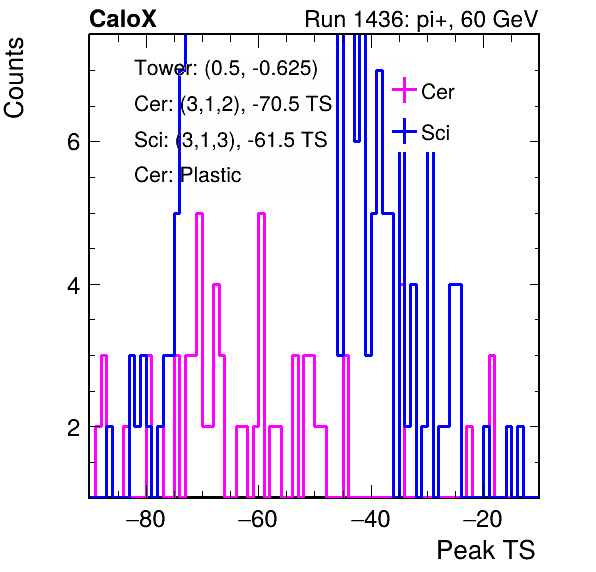 CaloX Run 1436: pi+, 60 GeV
Counts
Tower: (0.5, -0.625)
Cer: (3,1,2), -70.5 TS
Sci: (3,1,3), -61.5 TS
Cer: Plastic
Cer
Sci
6
4
2
−80 −60 −40 −20
Peak TS